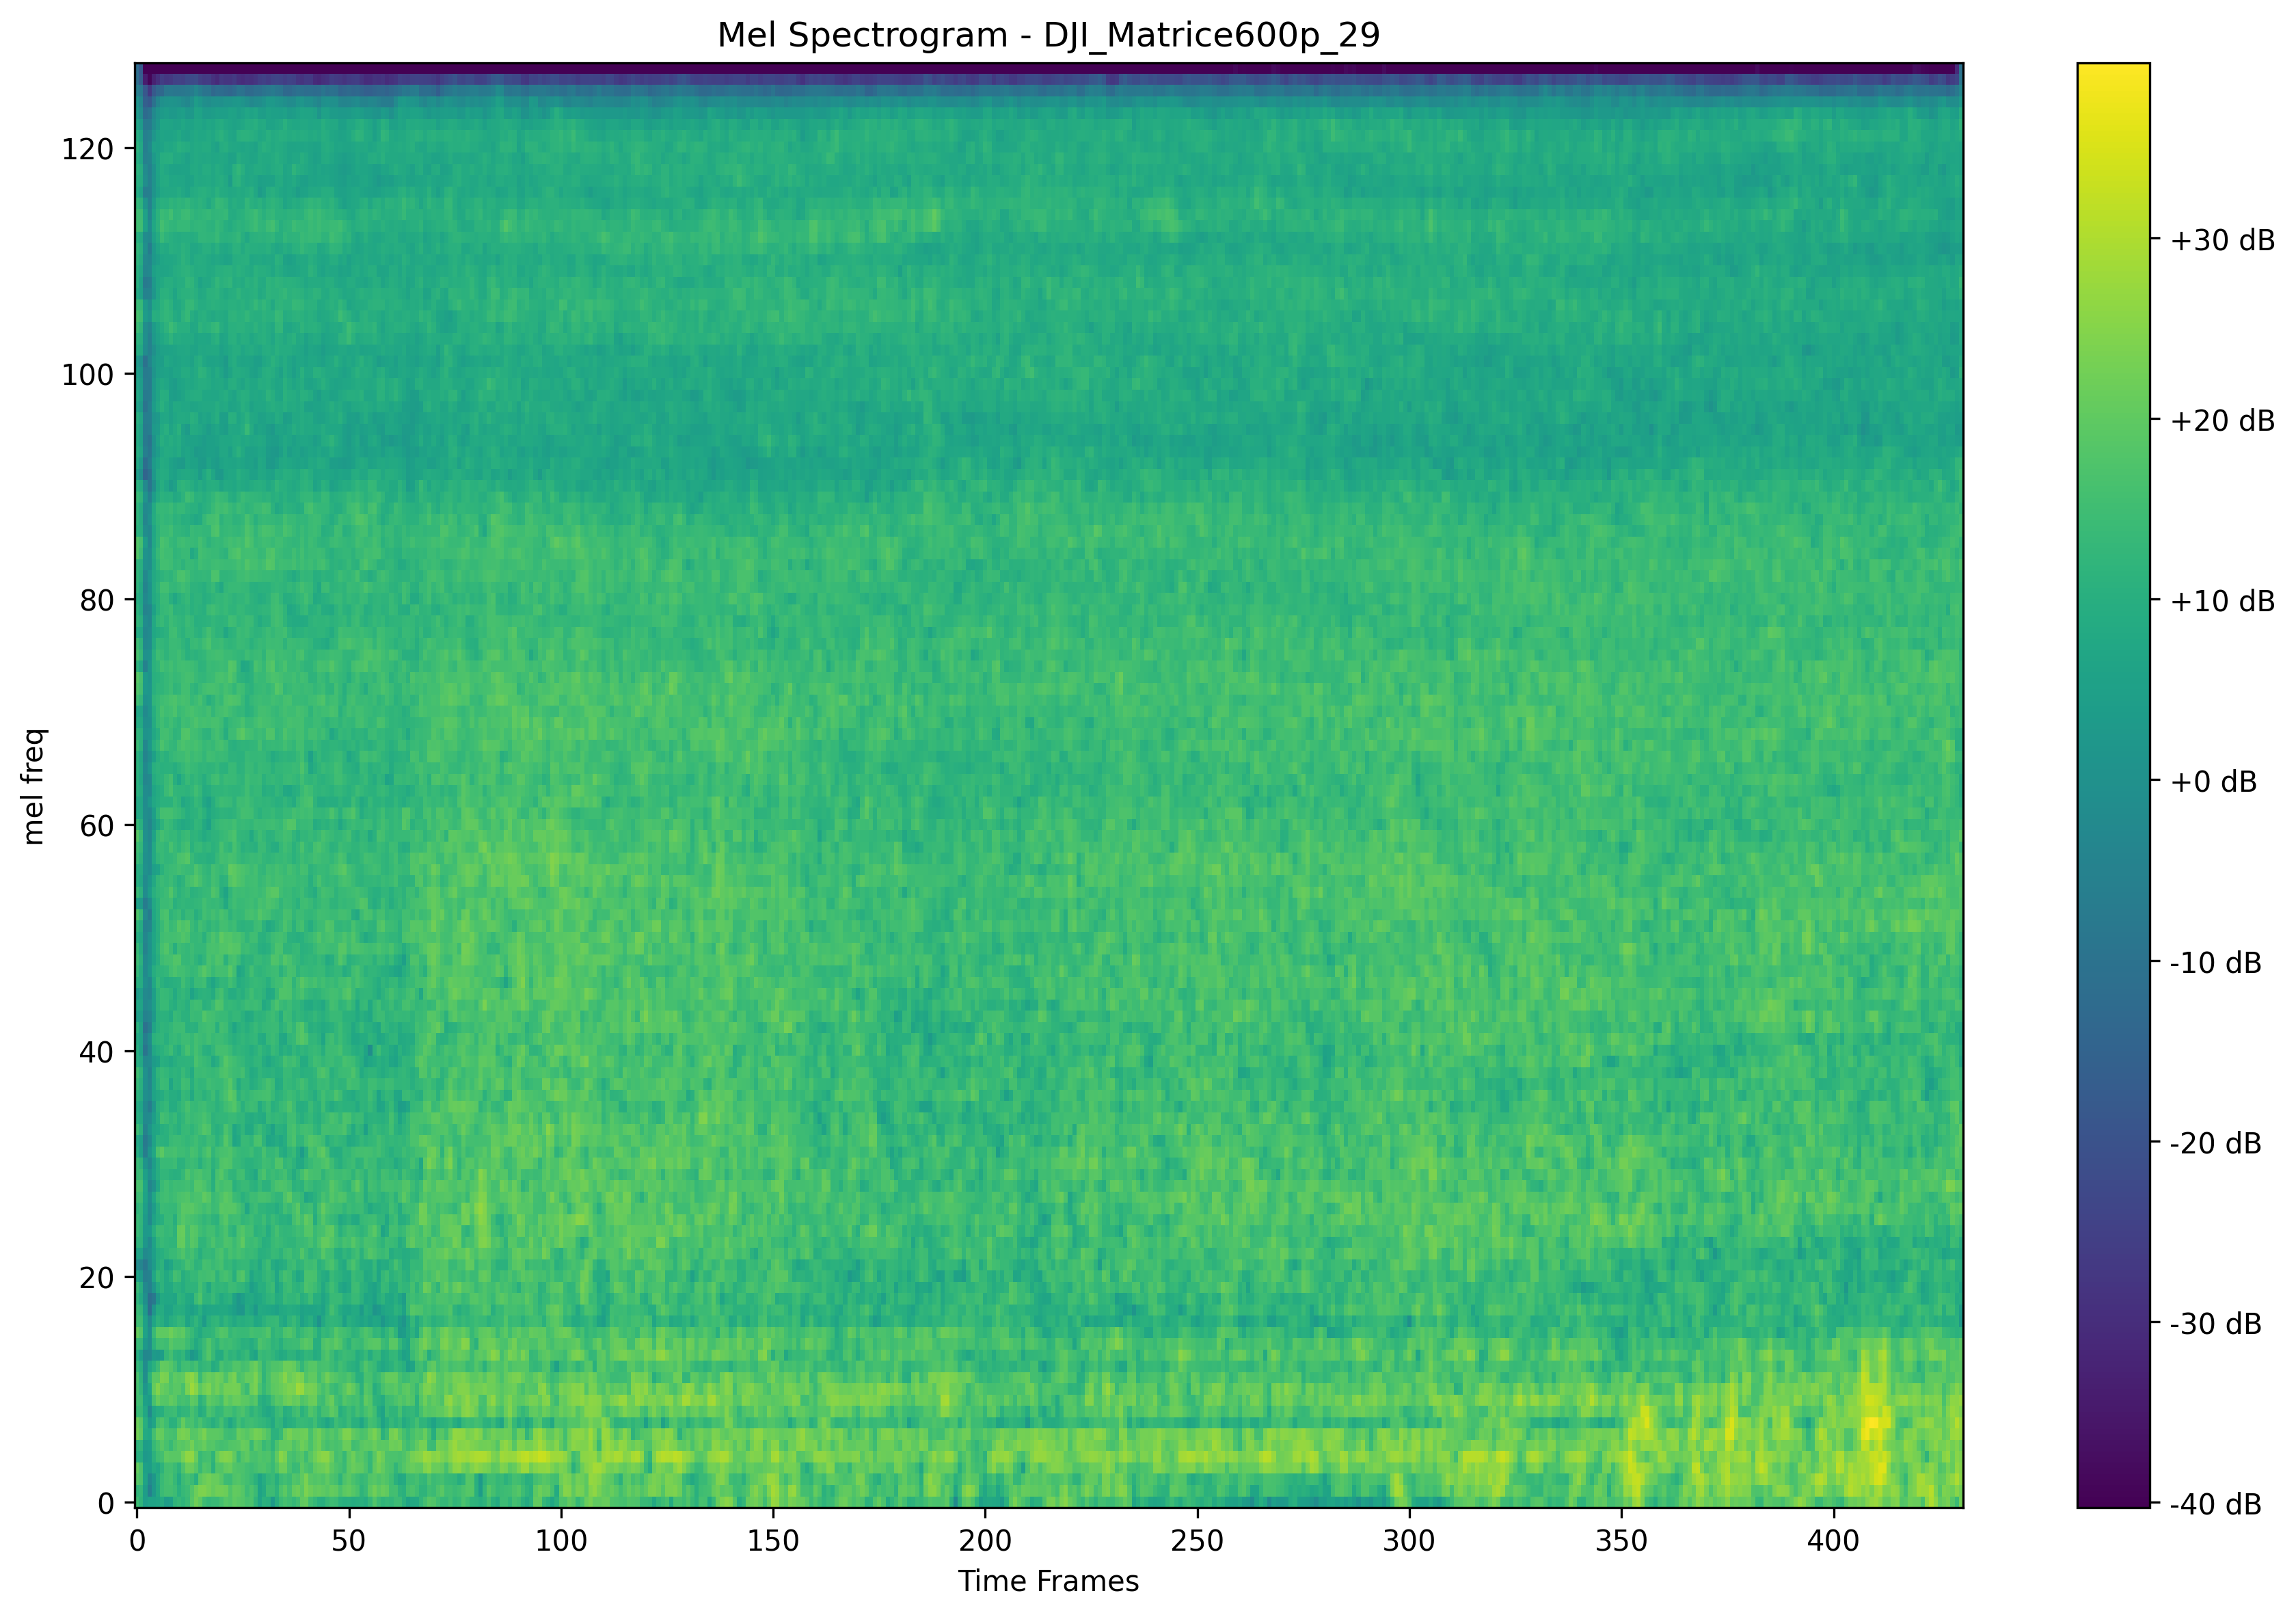 Mel Spectrogram - DJI_Matrice600p_29
mel freq
120
100
80
60
40
20
0
0 50 100 150 200 250 300 350 400
Time Frames
+30 dB
+20 dB
+10 dB
+0 dB
-10 dB
-20 dB
-30 dB
-40 dB